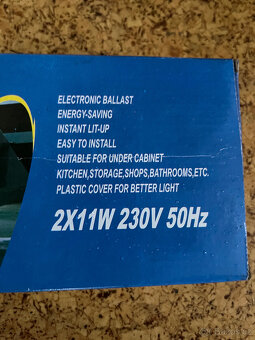 ELECTRONIC BALLAST
ENERGY-SAVING
INSTANT LIT-UP
EASY TO INSTALL
SUITABLE FOR UNDER CABINET
KITCHEN,STORAGE,SHOPS,BATHROOMS,ETC.
PLASTIC COVER FOR BETTER LIGHT
2X11W 230V 50Hz